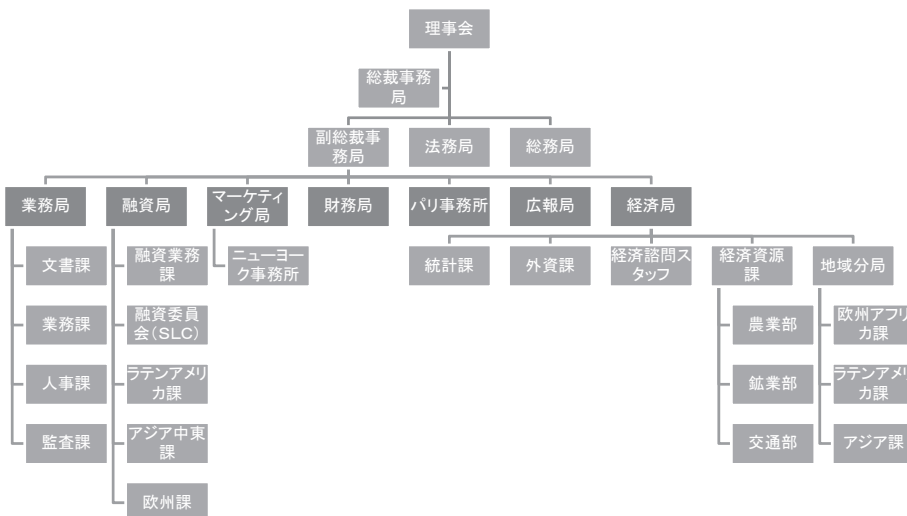 理事会
総裁事務
局
副総裁事
務局
法務局
総務局
業務局
融資局
マーケティ
ング局
財務局
パリ事務所
広報局
経済局
文書課
融資業務
課
ニューヨー
ク事務所
統計課
外資課
経済諮問ス
タッフ
経済資源
課
地域分局
業務課
融資委員
会(SLC)
農業部
欧州アフリ
カ課
人事課
ラテンアメリ
カ課
鉱業部
ラテンアメリ
カ課
監査課
アジア中東
課
交通部
アジア課
欧州課